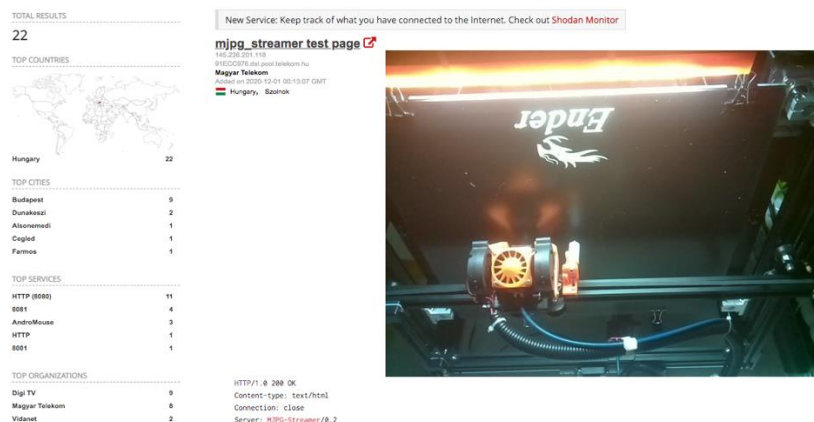 TOTAL RESULTS
22
TOP COUNTRIES
Hungary 22
TOP CITIES
Budapest 9
Dunakeszi 2
Alsonemedi 1
Cegled 1
Farmos 1
TOP SERVICES
HTTP (8080) 11
8081 4
AndroMouse 3
HTTP 1
8001 1
TOP ORGANIZATIONS
Digi TV 9
Magyar Telekom 8
Vidanet 2
New Service: Keep track of what you have connected to the Internet. Check out Shodan Monitor
mjpg_streamer test page
145.236.201.118
91ECC976.dsl.pool.telekom.hu
Magyar Telekom
Added on 2020-12-01 00:13:07 GMT
Hungary, Szolnok
Ender
HTTP/1.0 200 OK
Content-type: text/html
Connection: close
Server: MJPG-Streamer/0.2